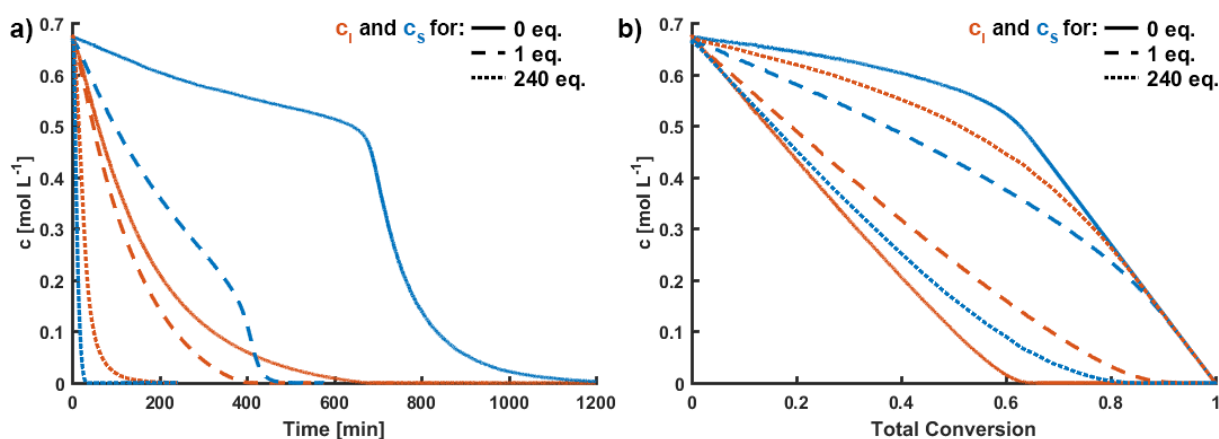 a)
c_I and c_S for:
0 eq.
1 eq.
240 eq.
0.7
0.6
0.5
0.4
0.3
0.2
0.1
0
c [mol L⁻¹]
0 200 400 600 800 1000 1200
Time [min]
b)
c_I and c_S for:
0 eq.
1 eq.
240 eq.
0.7
0.6
0.5
0.4
0.3
0.2
0.1
0
c [mol L⁻¹]
0 0.2 0.4 0.6 0.8 1
Total Conversion